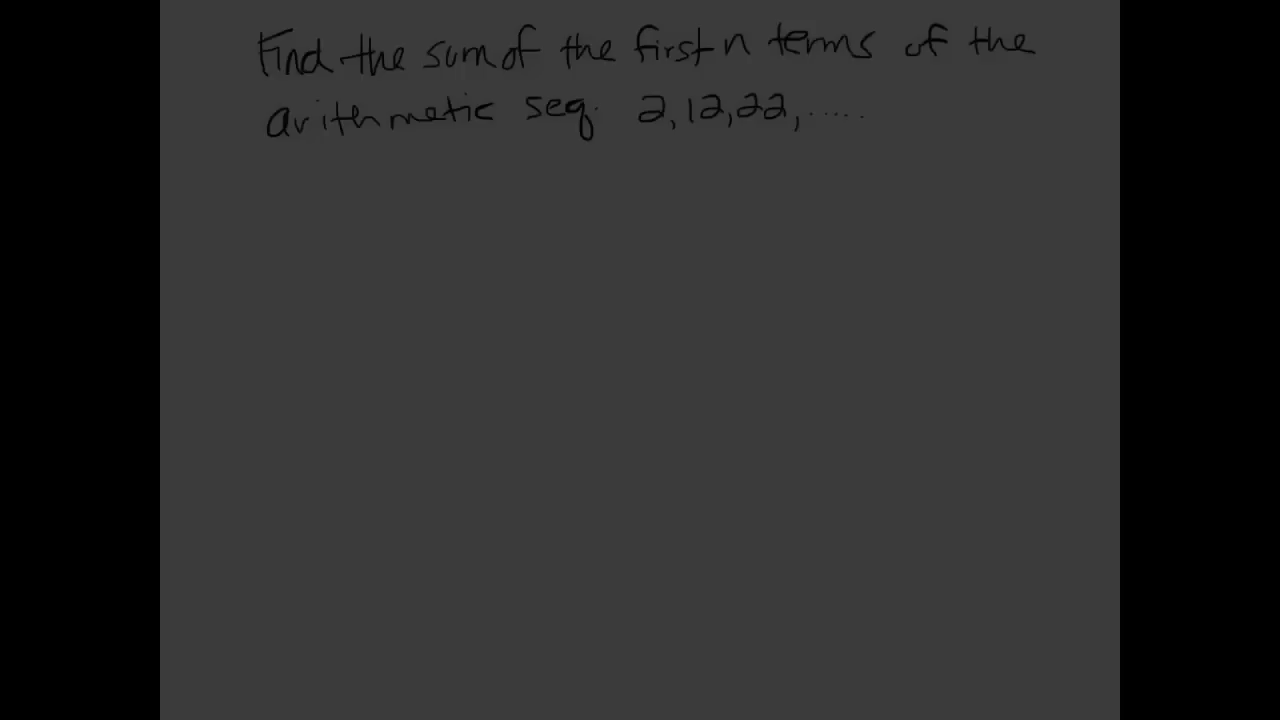 Find the sum of the first n terms of the
arithmetic seq. 2, 12, 22, .....